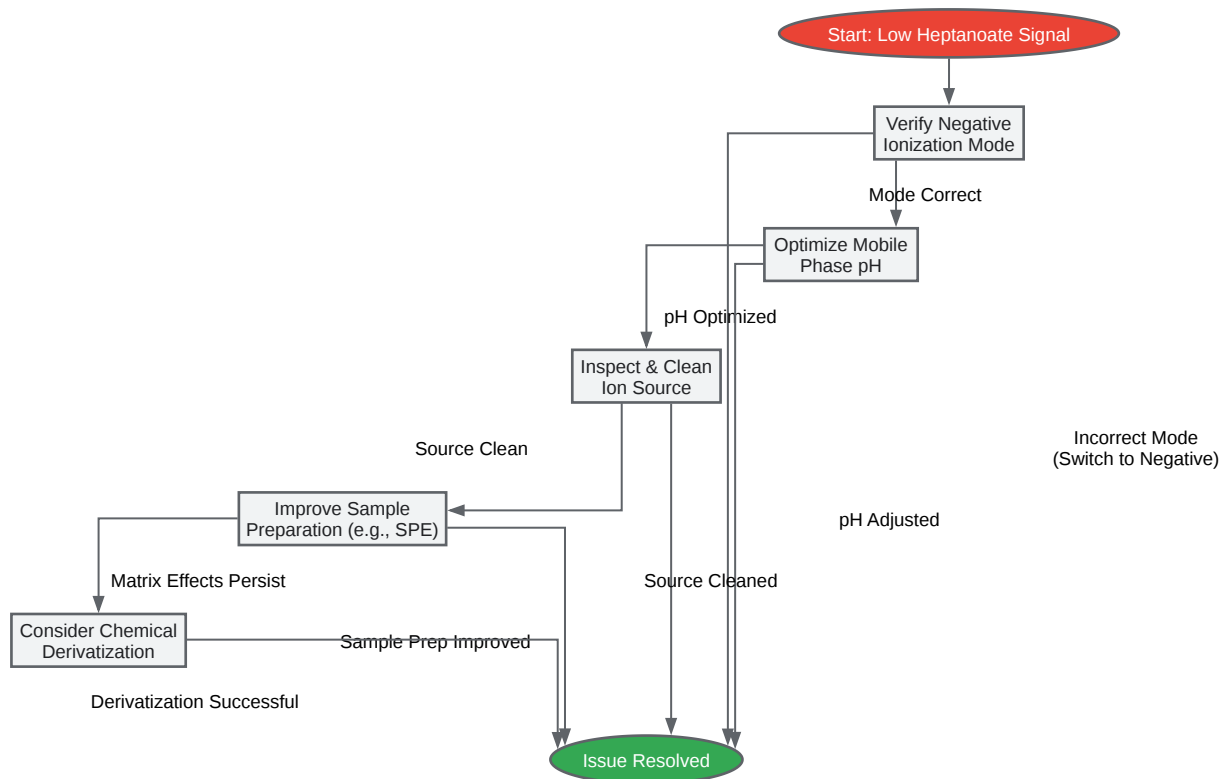 Start: Low Heptanoate Signal
Verify Negative
Ionization Mode
Mode Correct
Optimize Mobile
Phase pH
pH Optimized
Inspect & Clean
Ion Source
Source Clean
Incorrect Mode
(Switch to Negative)
Improve Sample
Preparation (e.g., SPE)
pH Adjusted
Matrix Effects Persist
Source Cleaned
Consider Chemical
Derivatization
Sample Prep Improved
Derivatization Successful
Issue Resolved